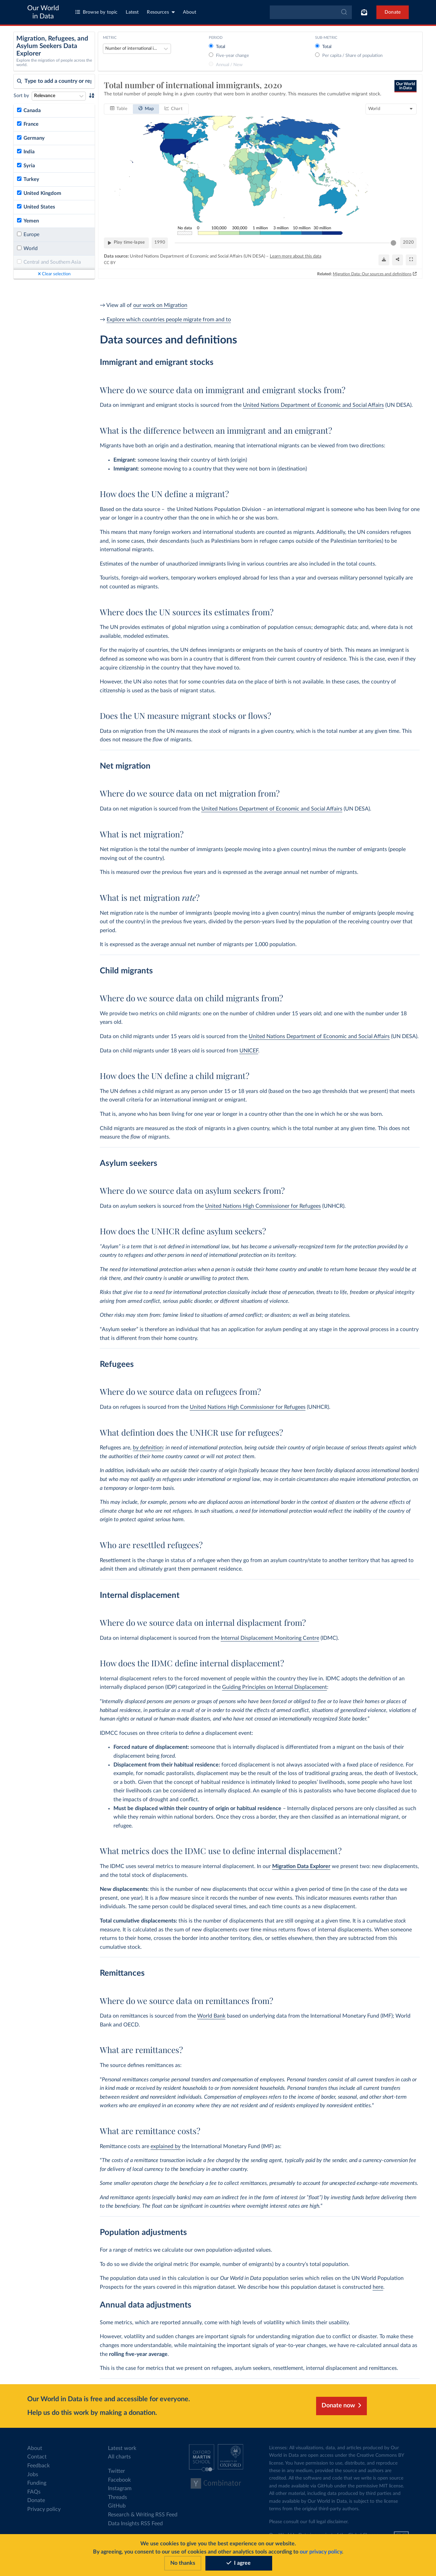 Our World
in Data
Browse by topic
Latest
Resources
About
Donate
Migration, Refugees, and
Asylum Seekers Data
Explorer
Explore the migration of people across the
world.
Type to add a country or reg
Sort by Relevance
Canada
France
Germany
India
Syria
Turkey
United Kingdom
United States
Yemen
Europe
World
Central and Southern Asia
Clear selection
METRIC
Number of international i...
PERIOD
Total
Five-year change
Annual / Now
SUB-METRIC
Total
Per capita / Share of population
Total number of international immigrants, 2020
The total number of people living in a given country that were born in another country. This measures the cumulative migrant stock.
Our World
in Data
Table
Map
Chart
World
No data
0
100,000
300,000
1 million
3 million
10 million
30 million
Play time-lapse
1990
2020
Data source: United Nations Department of Economic and Social Affairs (UN DESA) – Learn more about this data
CC BY
Related: Migration Data: Our sources and definitions
→ View all of our work on Migration
→ Explore which countries people migrate from and to
Data sources and definitions
Immigrant and emigrant stocks
Where do we source data on immigrant and emigrant stocks from?
Data on immigrant and emigrant stocks is sourced from the United Nations Department of Economic and Social Affairs (UN DESA).
What is the difference between an immigrant and an emigrant?
Migrants have both an origin and a destination, meaning that international migrants can be viewed from two directions:
• Emigrant: someone leaving their country of birth (origin)
• Immigrant: someone moving to a country that they were not born in (destination)
How does the UN define a migrant?
Based on the data source – the United Nations Population Division – an international migrant is someone who has been living for one
year or longer in a country other than the one in which he or she was born.
This means that many foreign workers and international students are counted as migrants. Additionally, the UN considers refugees
and, in some cases, their descendants (such as Palestinians born in refugee camps outside of the Palestinian territories) to be
international migrants.
Estimates of the number of unauthorized immigrants living in various countries are also included in the total counts.
Tourists, foreign-aid workers, temporary workers employed abroad for less than a year and overseas military personnel typically are
not counted as migrants.
Where does the UN sources its estimates from?
The UN provides estimates of global migration using a combination of population census; demographic data; and, where data is not
available, modeled estimates.
For the majority of countries, the UN defines immigrants or emigrants on the basis of country of birth. This means an immigrant is
defined as someone who was born in a country that is different from their current country of residence. This is the case, even if they
acquire citizenship in the country that they have moved to.
However, the UN also notes that for some countries data on the place of birth is not available. In these cases, the country of
citizenship is used as the basis of migrant status.
Does the UN measure migrant stocks or flows?
Data on migration from the UN measures the stock of migrants in a given country, which is the total number at any given time. This
does not measure the flow of migrants.
Net migration
Where do we source data on net migration from?
Data on net migration is sourced from the United Nations Department of Economic and Social Affairs (UN DESA).
What is net migration?
Net migration is the total the number of immigrants (people moving into a given country) minus the number of emigrants (people
moving out of the country).
This is measured over the previous five years and is expressed as the average annual net number of migrants.
What is net migration rate?
Net migration rate the number of immigrants (people moving into a given country) minus the number of emigrants (people moving
out of the country) in the previous five years, divided by the person-years lived by the population of the receiving country over that
period.
It is expressed as the average annual net number of migrants per 1,000 population.
Child migrants
Where do we source data on child migrants from?
We provide two metrics on child migrants: one on the number of children under 15 years old; and one with the number under 18
years old.
Data on child migrants under 15 years old is sourced from the United Nations Department of Economic and Social Affairs (UN DESA).
Data on child migrants under 18 years old is sourced from UNICEF.
How does the UN define a child migrant?
The UN defines a child migrant as any person under 15 or 18 years old (based on the two age thresholds that we present) that meets
the overall criteria for an international immigrant or emigrant.
That is, anyone who has been living for one year or longer in a country other than the one in which he or she was born.
Child migrants are measured as the stock of migrants in a given country, which is the total number at any given time. This does not
measure the flow of migrants.
Asylum seekers
Where do we source data on asylum seekers from?
Data on asylum seekers is sourced from the United Nations High Commissioner for Refugees (UNHCR).
How does the UNHCR define asylum seekers?
"Asylum" is a term that is not defined in international law, but has become a universally-recognized term for the protection provided by a
country to refugees and other persons in need of international protection on its territory.
The need for international protection arises when a person is outside their home country and unable to return home because they would be at
risk there, and their country is unable or unwilling to protect them.
Risks that give rise to a need for international protection classically include those of persecution, threats to life, freedom or physical integrity
arising from armed conflict, serious public disorder, or different situations of violence.
Other risks may stem from: famine linked to situations of armed conflict; or disasters; as well as being stateless.
"Asylum seeker" is therefore an individual that has an application for asylum pending at any stage in the approval process in a country
that is different from their home country.
Refugees
Where do we source data on refugees from?
Data on refugees is sourced from the United Nations High Commissioner for Refugees (UNHCR).
What defintion does the UNHCR use for refugees?
Refugees are, by definition: in need of international protection, being outside their country of origin because of serious threats against which
the authorities of their home country cannot or will not protect them.
In addition, individuals who are outside their country of origin (typically because they have been forcibly displaced across international borders)
but who may not qualify as refugees under international or regional law, may in certain circumstances also require international protection, on
a temporary or longer-term basis.
This may include, for example, persons who are displaced across an international border in the context of disasters or the adverse effects of
climate change but who are not refugees. In such situations, a need for international protection would reflect the inability of the country of
origin to protect against serious harm.
Who are resettled refugees?
Resettlement is the change in status of a refugee when they go from an asylum country/state to another territory that has agreed to
admit them and ultimately grant them permanent residence.
Internal displacement
Where do we source data on internal displacment from?
Data on internal displacement is sourced from the Internal Displacement Monitoring Centre (IDMC).
How does the IDMC define internal displacement?
Internal displacement refers to the forced movement of people within the country they live in. IDMC adopts the definition of an
internally displaced person (IDP) categorized in the Guiding Principles on Internal Displacement:
"Internally displaced persons are persons or groups of persons who have been forced or obliged to flee or to leave their homes or places of
habitual residence, in particular as a result of or in order to avoid the effects of armed conflict, situations of generalized violence, violations of
human rights or natural or human-made disasters, and who have not crossed an internationally recognized State border."
IDMCC focuses on three criteria to define a displacement event:
• Forced nature of displacement: someone that is internally displaced is differentiated from a migrant on the basis of their
displacement being forced.
• Displacement from their habitual residence: forced displacement is not always associated with a fixed place of residence. For
example, for nomadic pastoralists, displacement may be the result of the loss of traditional grazing areas, the death of livestock,
or a both. Given that the concept of habitual residence is intimately linked to peoples' livelihoods, some people who have lost
their livelihoods can be considered as internally displaced. An example of this is pastoralists who have become displaced due to
the impacts of drought and conflict.
• Must be displaced within their country of origin or habitual residence – Internally displaced persons are only classified as such
while they remain within national borders. Once they cross a border, they are then classified as an international migrant, or
refugee.
What metrics does the IDMC use to define internal displacement?
The IDMC uses several metrics to measure internal displacement. In our Migration Data Explorer we present two: new displacements,
and the total stock of displacements.
New displacements: this is the number of new displacements that occur within a given period of time (in the case of the data we
present, one year). It is a flow measure since it records the number of new events. This indicator measures events rather than
individuals. The same person could be displaced several times, and each time counts as a new displacement.
Total cumulative displacements: this is the number of displacements that are still ongoing at a given time. It is a cumulative stock
measure. It is calculated as the sum of new displacements over time minus returns flows of internal displacements. When someone
returns to their home, crosses the border into another territory, dies, or settles elsewhere, then they are subtracted from this
cumulative stock.
Remittances
Where do we source data on remittances from?
Data on remittances is sourced from the World Bank based on underlying data from the International Monetary Fund (IMF); World
Bank and OECD.
What are remittances?
The source defines remittances as:
"Personal remittances comprise personal transfers and compensation of employees. Personal transfers consist of all current transfers in cash or
in kind made or received by resident households to or from nonresident households. Personal transfers thus include all current transfers
between resident and nonresident individuals. Compensation of employees refers to the income of border, seasonal, and other short-term
workers who are employed in an economy where they are not resident and of residents employed by nonresident entities."
What are remittance costs?
Remittance costs are explained by the International Monetary Fund (IMF) as:
"The costs of a remittance transaction include a fee charged by the sending agent, typically paid by the sender, and a currency-conversion fee
for delivery of local currency to the beneficiary in another country.
Some smaller operators charge the beneficiary a fee to collect remittances, presumably to account for unexpected exchange-rate movements.
And remittance agents (especially banks) may earn an indirect fee in the form of interest (or "float") by investing funds before delivering them
to the beneficiary. The float can be significant in countries where overnight interest rates are high."
Population adjustments
For a range of metrics we calculate our own population-adjusted values.
To do so we divide the original metric (for example, number of emigrants) by a country's total population.
The population data used in this calculation is our Our World in Data population series which relies on the UN World Population
Prospects for the years covered in this migration dataset. We describe how this population dataset is constructed here.
Annual data adjustments
Some metrics, which are reported annually, come with high levels of volatility which limits their usability.
However, volatility and sudden changes are important signals for understanding migration due to conflict or disaster. To make these
changes more understandable, while maintaining the important signals of year-to-year changes, we have re-calculated annual data as
the rolling five-year average.
This is the case for metrics that we present on refugees, asylum seekers, resettlement, internal displacement and remittances.
Our World in Data is free and accessible for everyone.
Help us do this work by making a donation.
Donate now
About
Contact
Feedback
Jobs
Funding
FAQs
Donate
Privacy policy
Latest work
All charts
Twitter
Facebook
Instagram
Threads
GitHub
Research & Writing RSS Feed
Data Insights RSS Feed
OXFORD
MARTIN
SCHOOL
UNIVERSITY OF
OXFORD
Y Combinator
Licenses: All visualizations, data, and articles produced by Our
World in Data are open access under the Creative Commons BY
license. You have permission to use, distribute, and reproduce
these in any medium, provided the source and authors are
credited. All the software and code that we write is open source
and made available via GitHub under the permissive MIT license.
All other material, including data produced by third parties and
made available by Our World in Data, is subject to the license
terms from the original third-party authors.
Please consult our full legal disclaimer.
We use cookies to give you the best experience on our website.
By agreeing, you consent to our use of cookies and other analytics tools according to our privacy policy.
No thanks
I agree